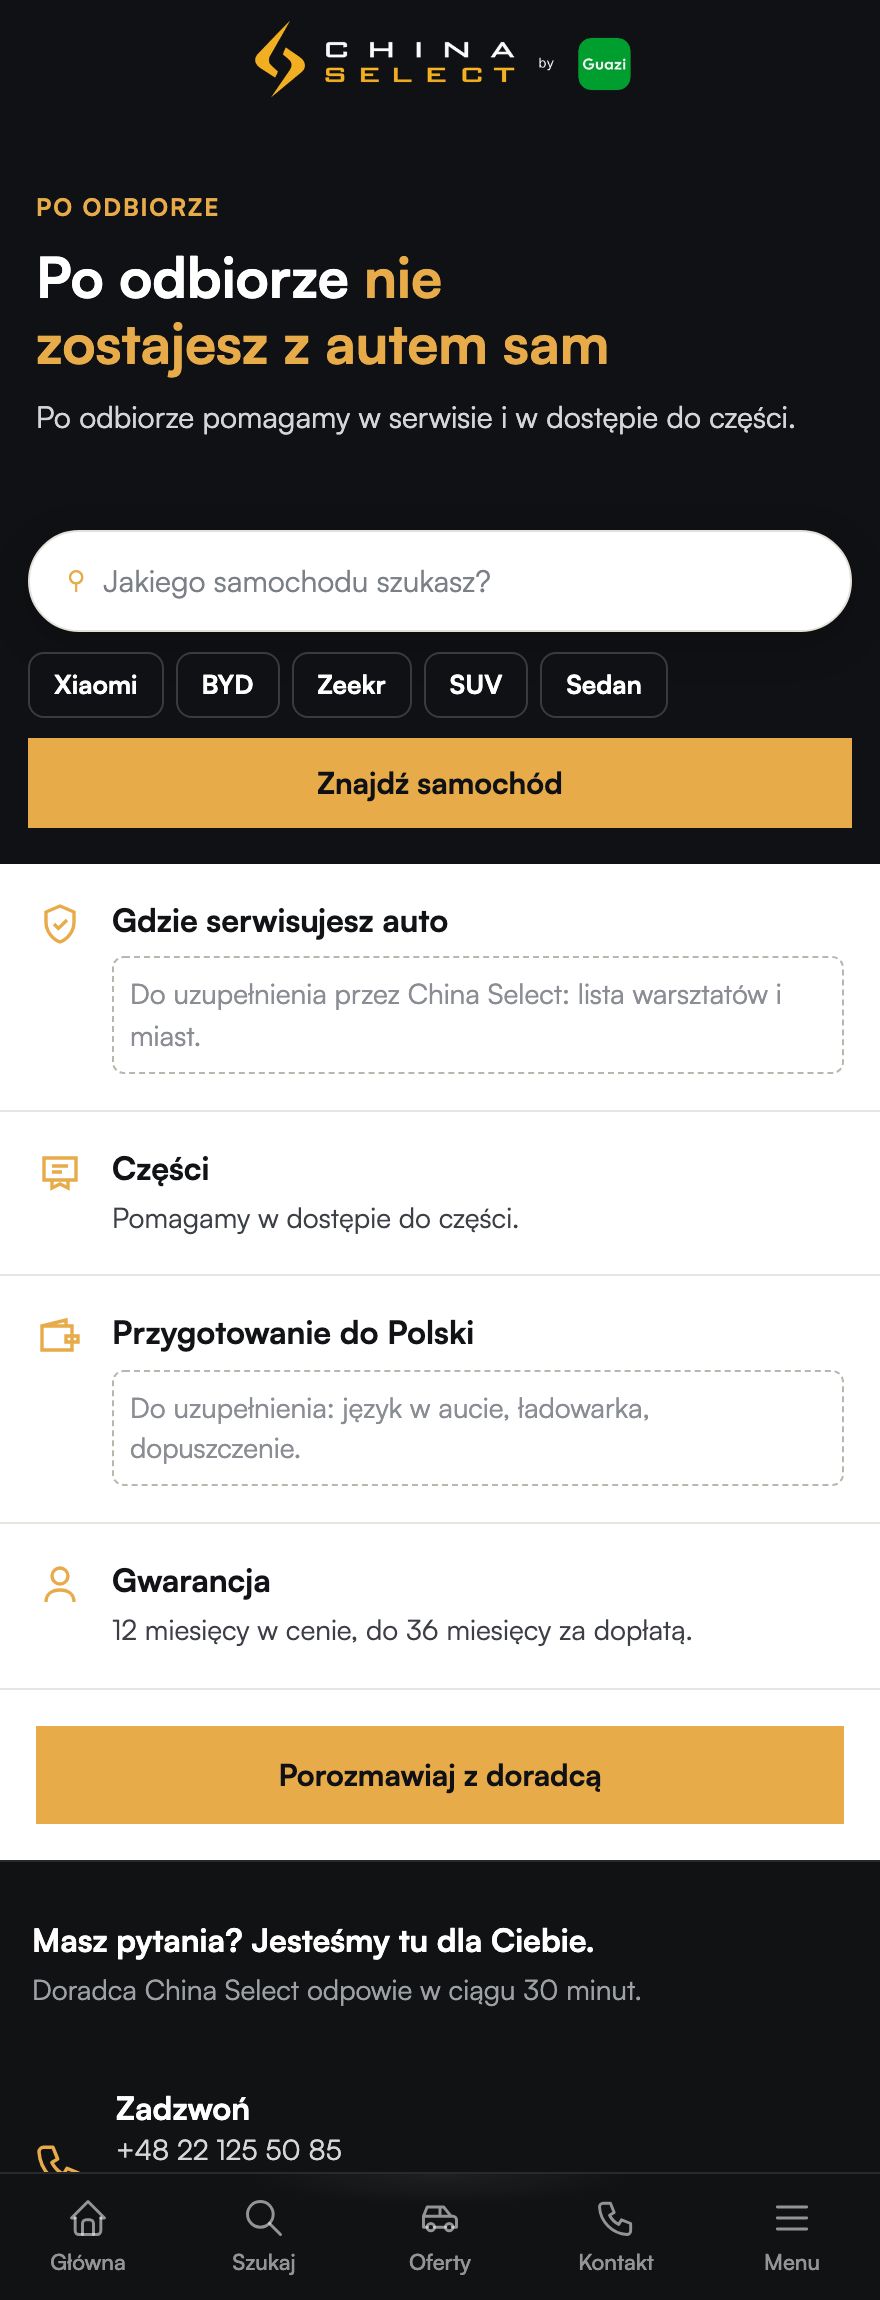 CHINA
SELECT
by
Guazi
PO ODBIORZE
Po odbiorze nie
zostajesz z autem sam
Po odbiorze pomagamy w serwisie i w dostępie do części.
Jakiego samochodu szukasz?
Xiaomi
BYD
Zeekr
SUV
Sedan
Znajdź samochód
Gdzie serwisujesz auto
Do uzupełnienia przez China Select: lista warsztatów i
miast.
Części
Pomagamy w dostępie do części.
Przygotowanie do Polski
Do uzupełnienia: język w aucie, ładowarka,
dopuszczenie.
Gwarancja
12 miesięcy w cenie, do 36 miesięcy za dopłatą.
Porozmawiaj z doradcą
Masz pytania? Jesteśmy tu dla Ciebie.
Doradca China Select odpowie w ciągu 30 minut.
Zadzwoń
+48 22 125 50 85
Główna
Szukaj
Oferty
Kontakt
Menu